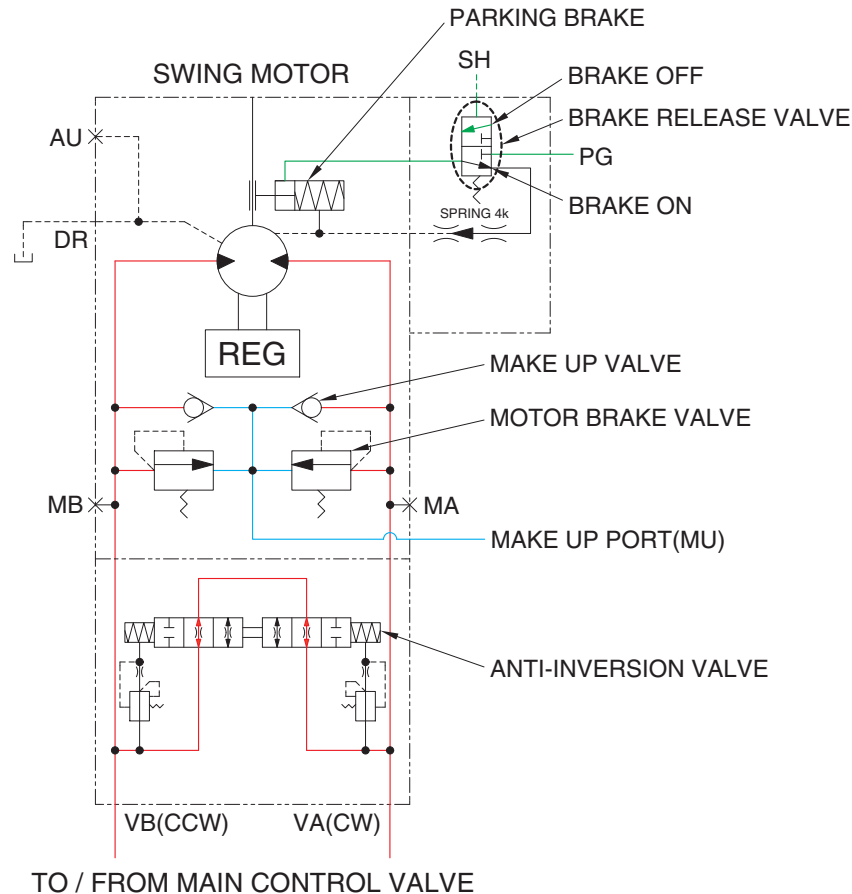 PARKING BRAKE
SWING MOTOR
SH
BRAKE OFF
BRAKE RELEASE VALVE
AU
PG
BRAKE ON
SPRING 4k
DR
REG
MAKE UP VALVE
MOTOR BRAKE VALVE
MB
MA
MAKE UP PORT(MU)
ANTI-INVERSION VALVE
VB(CCW)
VA(CW)
TO / FROM MAIN CONTROL VALVE